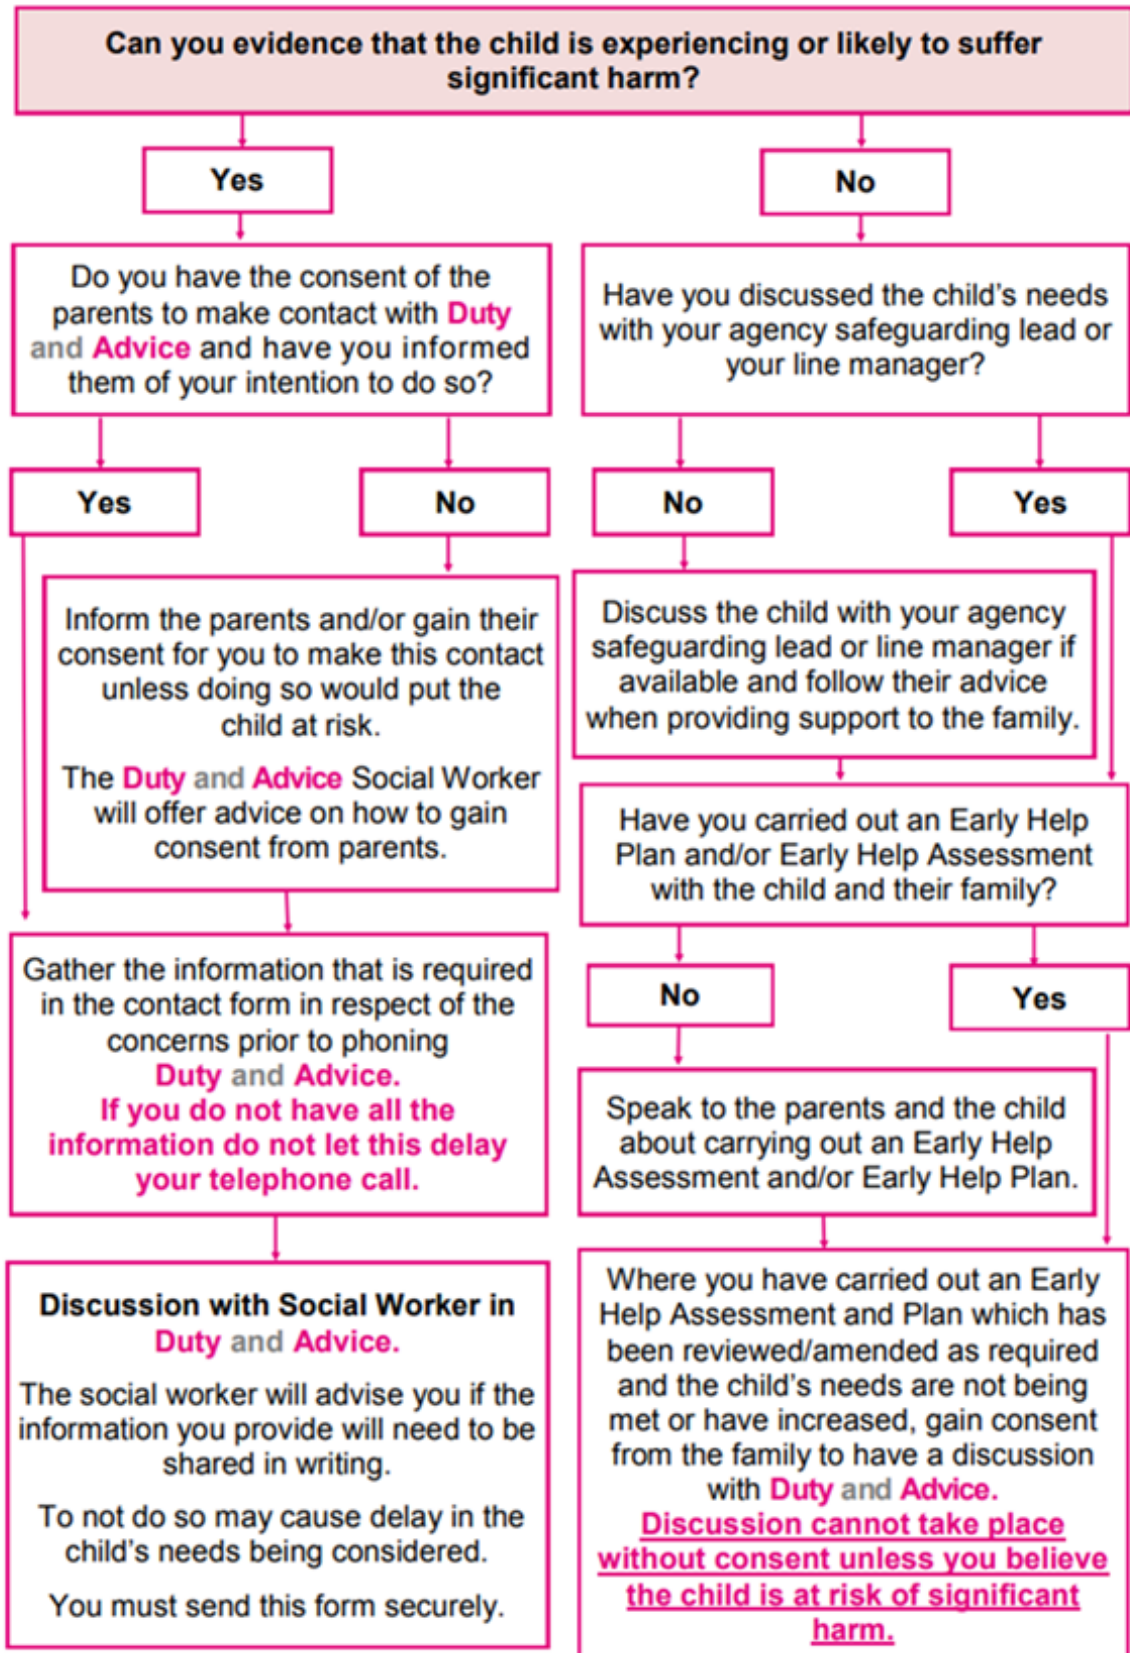 Can you evidence that the child is experiencing or likely to suffer
significant harm?
Yes
No
Do you have the consent of the
parents to make contact with Duty
and Advice and have you informed
them of your intention to do so?
Have you discussed the child's needs
with your agency safeguarding lead or
your line manager?
Yes
No
No
Yes
Inform the parents and/or gain their
consent for you to make this contact
unless doing so would put the
child at risk.
The Duty and Advice Social Worker
will offer advice on how to gain
consent from parents.
Discuss the child with your agency
safeguarding lead or line manager if
available and follow their advice
when providing support to the family.
Have you carried out an Early Help
Plan and/or Early Help Assessment
with the child and their family?
Gather the information that is required
in the contact form in respect of the
concerns prior to phoning
Duty and Advice.
If you do not have all the
information do not let this delay
your telephone call.
No
Yes
Speak to the parents and the child
about carrying out an Early Help
Assessment and/or Early Help Plan.
Discussion with Social Worker in
Duty and Advice.
The social worker will advise you if the
information you provide will need to be
shared in writing.
To not do so may cause delay in the
child's needs being considered.
You must send this form securely.
Where you have carried out an Early
Help Assessment and Plan which has
been reviewed/amended as required
and the child's needs are not being
met or have increased, gain consent
from the family to have a discussion
with Duty and Advice.
Discussion cannot take place
without consent unless you believe
the child is at risk of significant
harm.